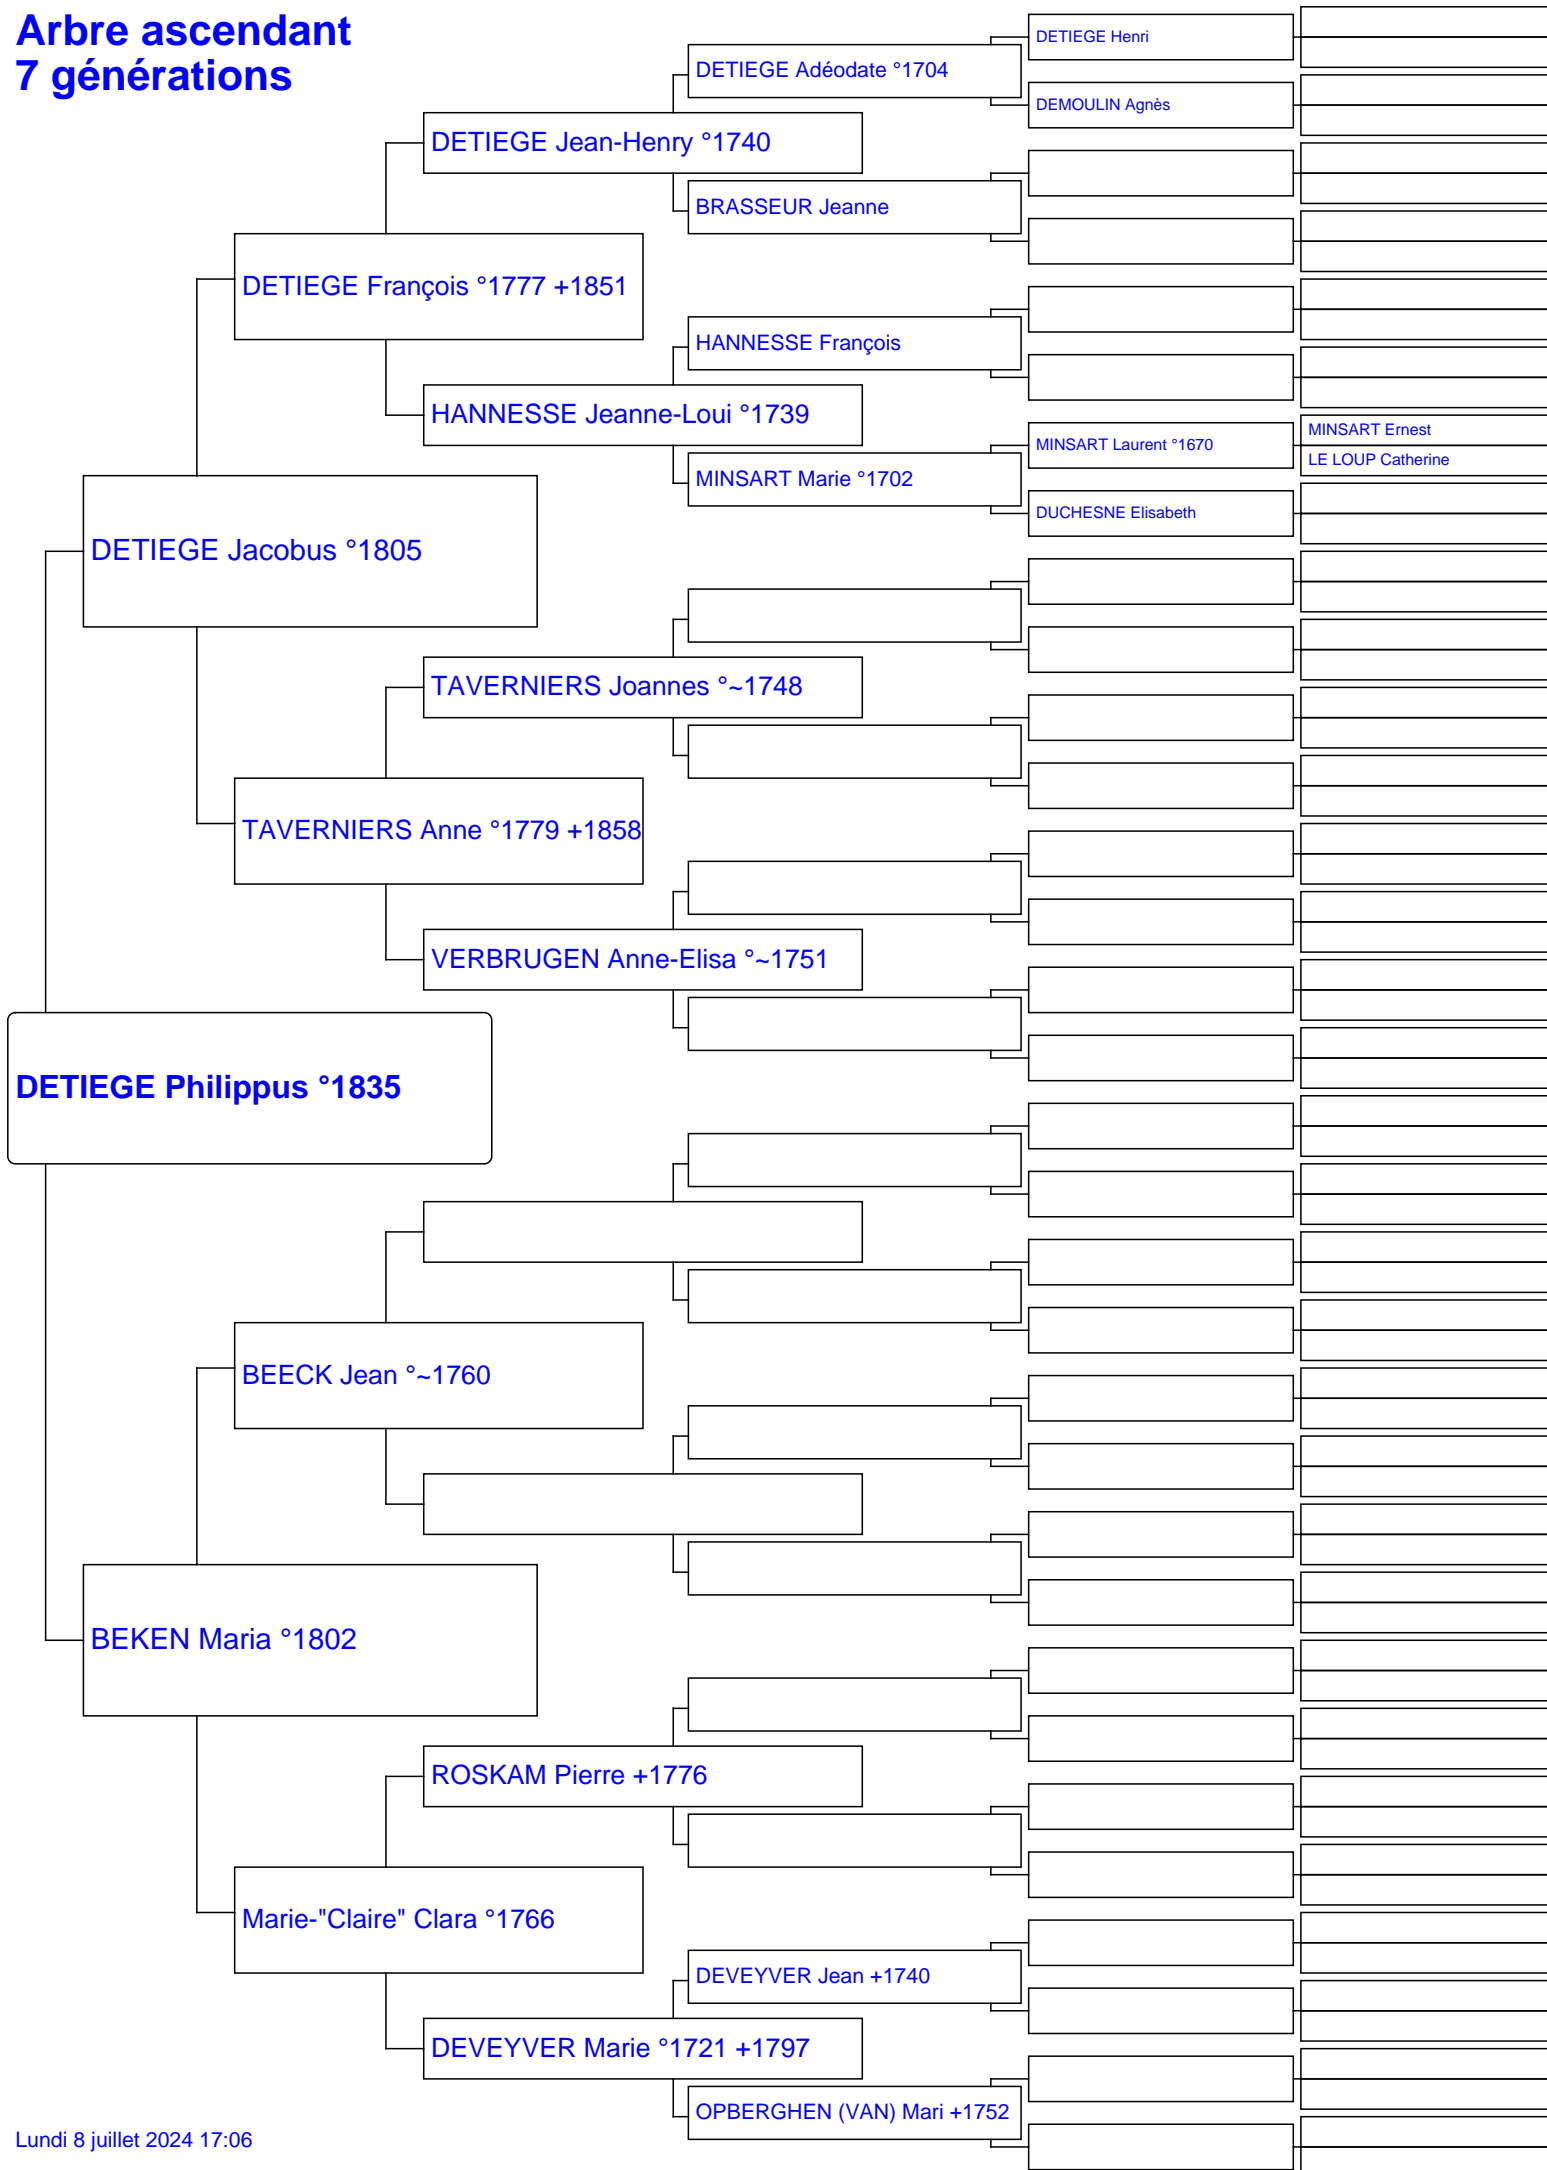 Arbre ascendant
7 générations
DETIEGE Henri
DETIEGE Adéodate °1704
DEMOULIN Agnès
DETIEGE Jean-Henry °1740
BRASSEUR Jeanne
DETIEGE François °1777 +1851
HANNESSE François
HANNESSE Jeanne-Loui °1739
MINSART Ernest
MINSART Laurent °1670
LE LOUP Catherine
MINSART Marie °1702
DUCHESNE Elisabeth
DETIEGE Jacobus °1805
TAVERNIERS Joannes °~1748
TAVERNIERS Anne °1779 +1858
VERBRUGEN Anne-Elisa °~1751
DETIEGE Philippus °1835
BEECK Jean °~1760
BEKEN Maria °1802
ROSKAM Pierre +1776
Marie-"Claire" Clara °1766
DEVEYVER Jean +1740
DEVEYVER Marie °1721 +1797
OPBERGHEN (VAN) Mari +1752
Lundi 8 juillet 2024 17:06